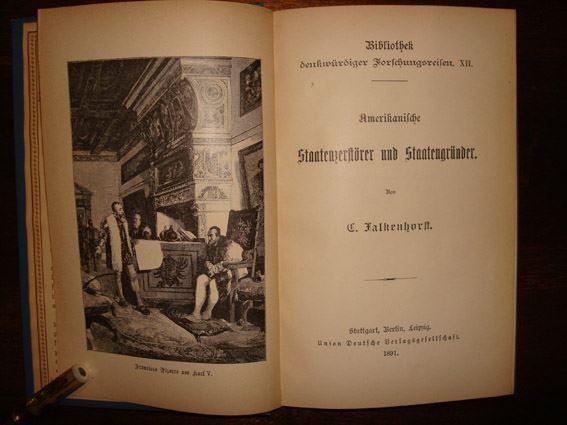 Francisco Pizarro vor Karl V.
Bibliothek
denkwürdiger Forschungsreisen. XII.
Amerikanische
Staatenzerstörer und Staatengründer.
Von
C. Falkenhorst.
Stuttgart, Berlin, Leipzig.
Union Deutsche Verlagsgesellschaft.
1891.